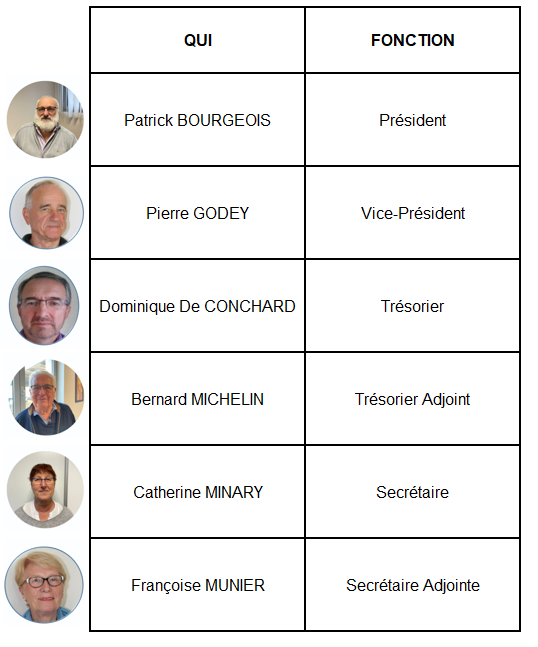 QUI FONCTION
Patrick BOURGEOIS Président
Pierre GODEY Vice-Président
Dominique De CONCHARD Trésorier
Bernard MICHELIN Trésorier Adjoint
Catherine MINARY Secrétaire
Françoise MUNIER Secrétaire Adjointe